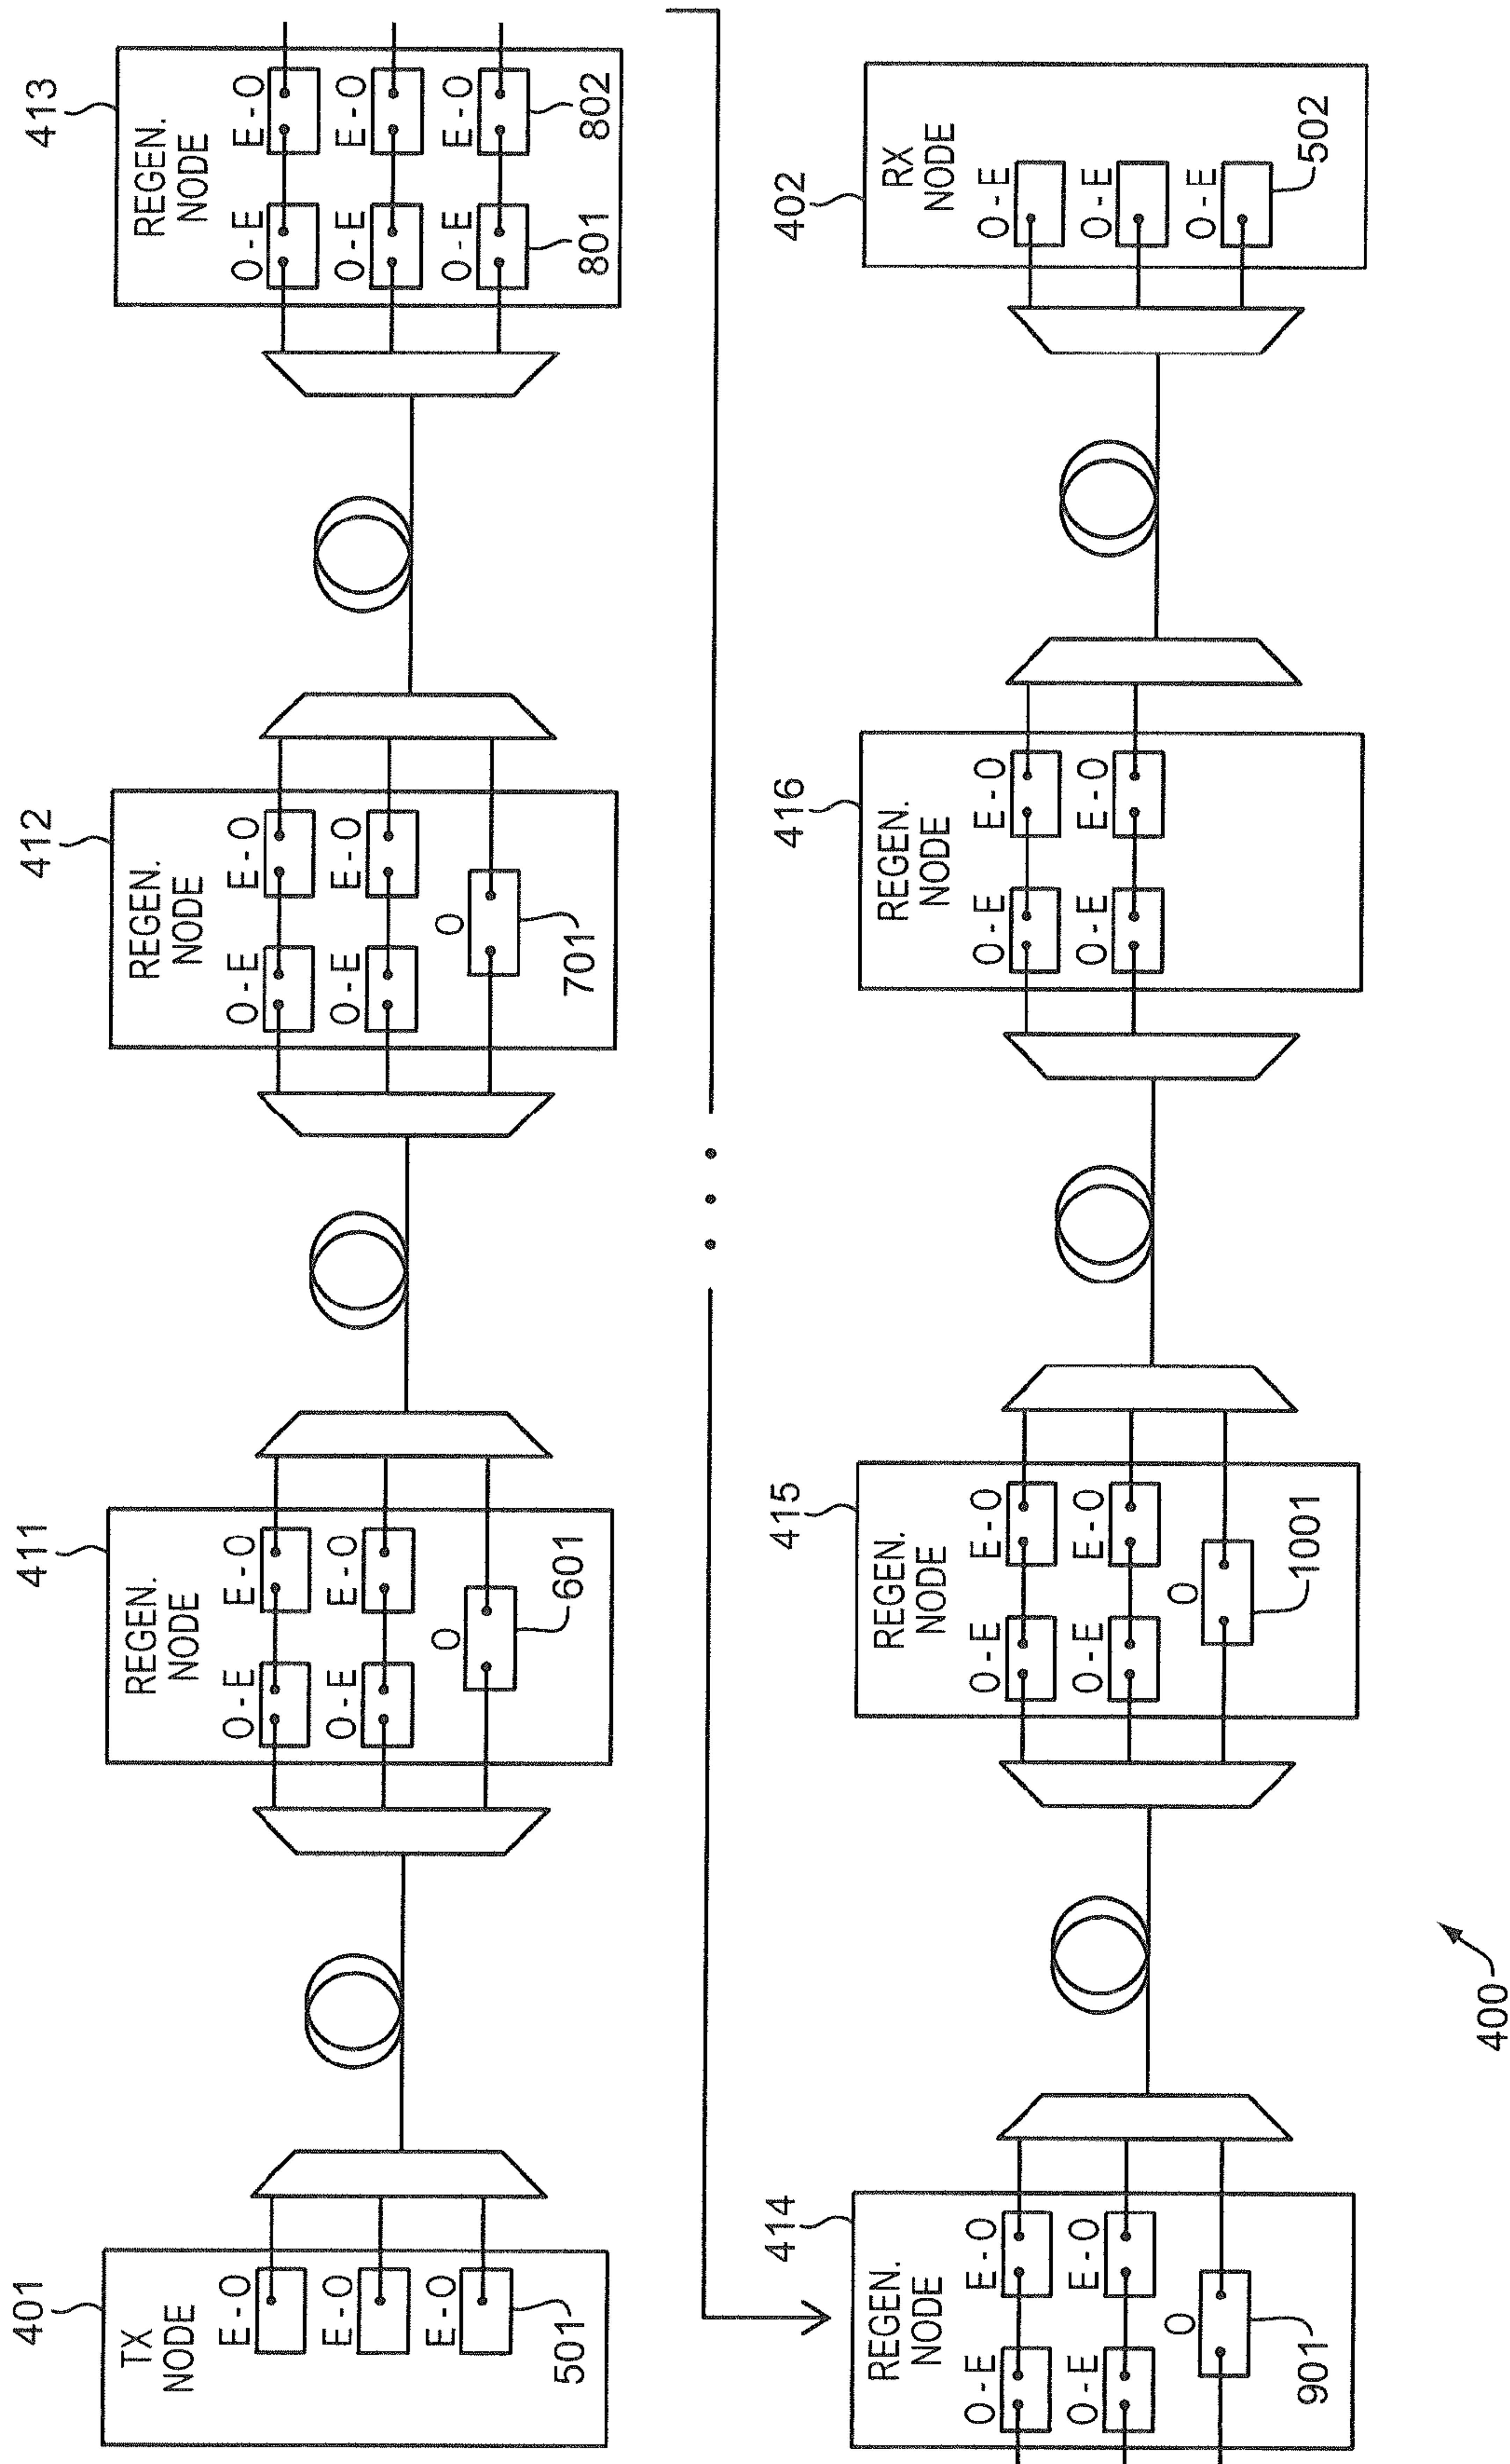 401
TX
NODE
E-O
E-O
E-O
501
411
REGEN.
NODE
O-E E-O
O-E E-O
O
601
412
REGEN.
NODE
O-E E-O
O-E E-O
O
701
413
REGEN.
NODE
O-E E-O
O-E E-O
O-E E-O
801 802
414
REGEN.
NODE
O-E E-O
O-E E-O
O
901
415
REGEN.
NODE
O-E E-O
O-E E-O
O
1001
416
REGEN.
NODE
O-E E-O
O-E E-O
402
RX
NODE
O-E
O-E
O-E
502
400